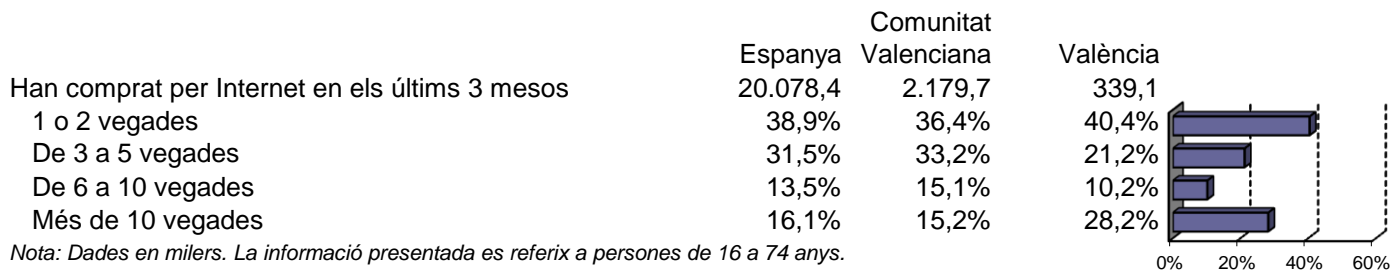 Comunitat
Espanya Valenciana València
Han comprat per Internet en els últims 3 mesos 20.078,4 2.179,7 339,1
1 o 2 vegades 38,9% 36,4% 40,4%
De 3 a 5 vegades 31,5% 33,2% 21,2%
De 6 a 10 vegades 13,5% 15,1% 10,2%
Més de 10 vegades 16,1% 15,2% 28,2%
Nota: Dades en milers. La informació presentada es referix a persones de 16 a 74 anys.
0% 20% 40% 60%